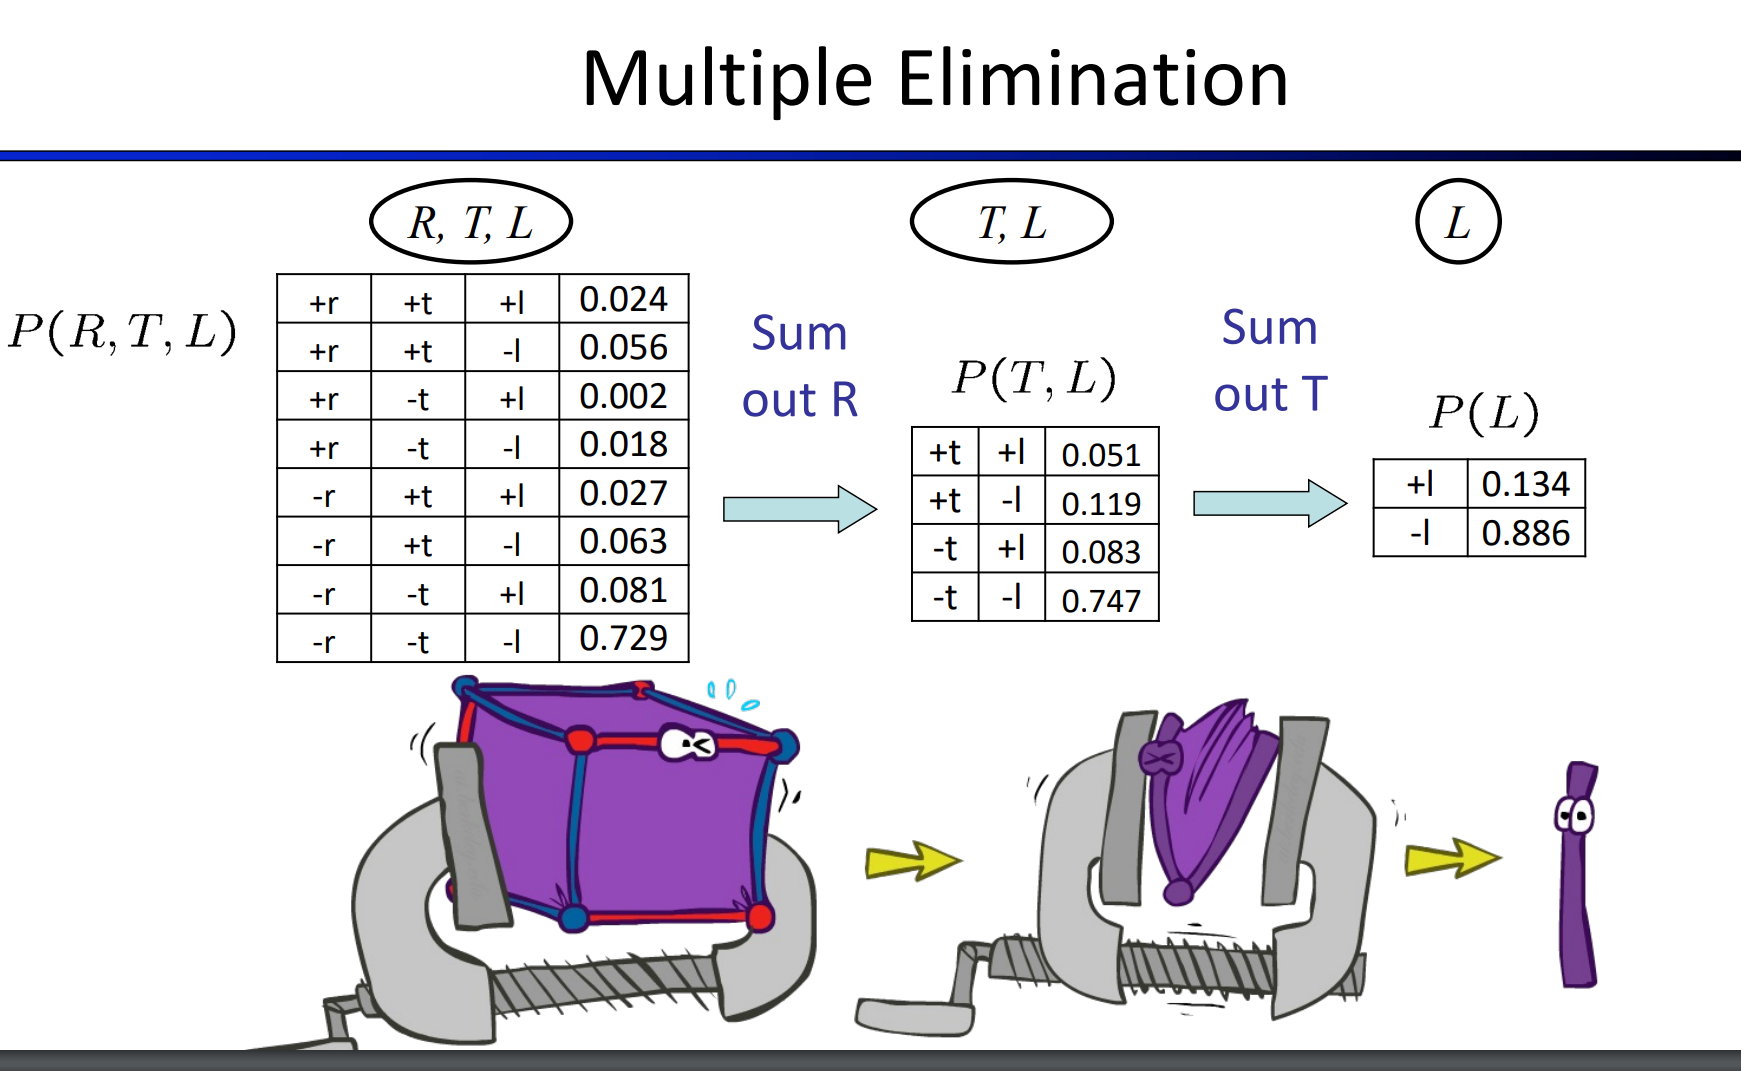 Multiple Elimination
R, T, L
T, L
L
P(R, T, L)
+r +t +l 0.024
+r +t -l 0.056
+r -t +l 0.002
+r -t -l 0.018
-r +t +l 0.027
-r +t -l 0.063
-r -t +l 0.081
-r -t -l 0.729
Sum
out R
P(T, L)
+t +l 0.051
+t -l 0.119
-t +l 0.083
-t -l 0.747
Sum
out T
P(L)
+l 0.134
-l 0.886